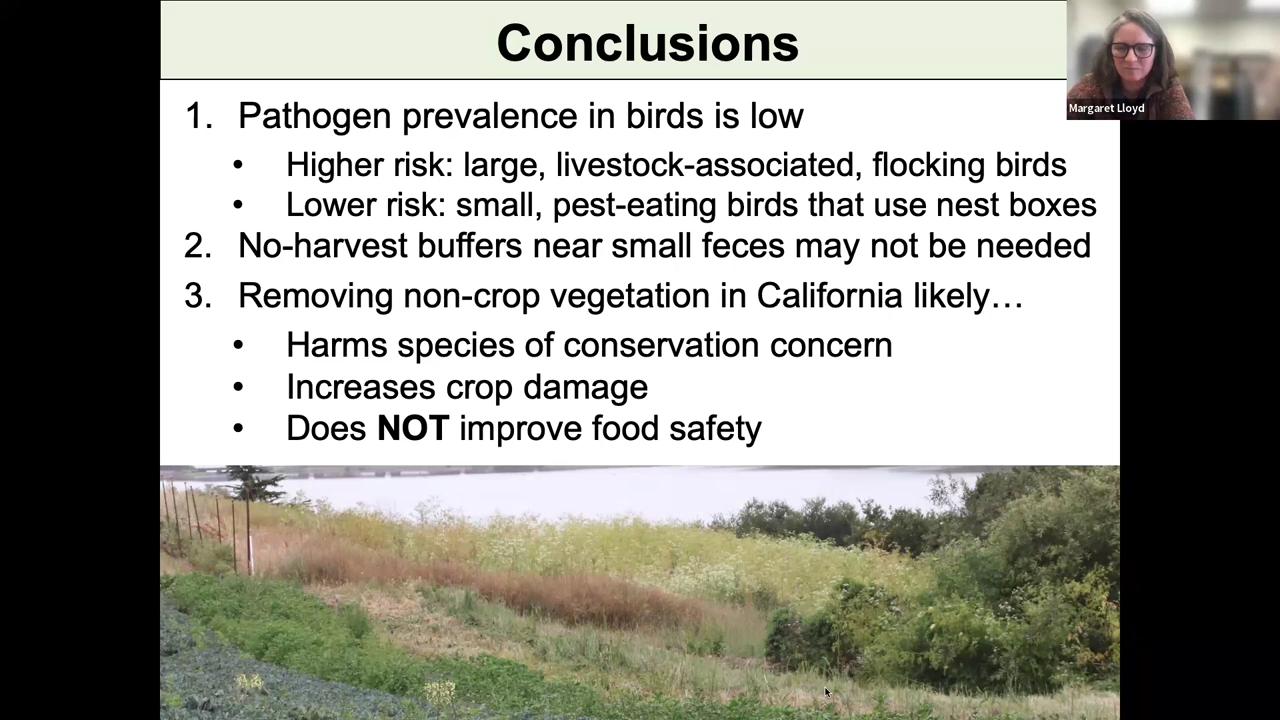 Conclusions
Margaret Lloyd
1. Pathogen prevalence in birds is low
• Higher risk: large, livestock-associated, flocking birds
• Lower risk: small, pest-eating birds that use nest boxes
2. No-harvest buffers near small feces may not be needed
3. Removing non-crop vegetation in California likely…
• Harms species of conservation concern
• Increases crop damage
• Does NOT improve food safety